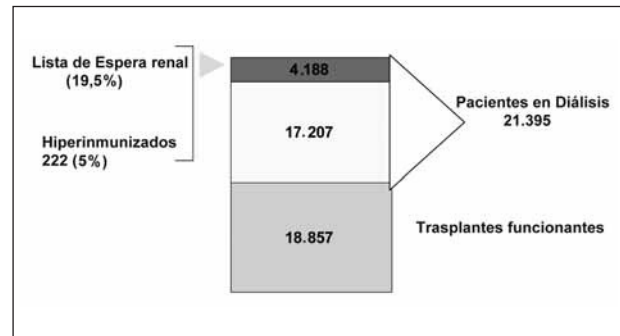 Lista de Espera renal
(19,5%)
Hiperinmunizados
222 (5%)
4.188
17.207
18.857
Pacientes en Diálisis
21.395
Trasplantes funcionantes